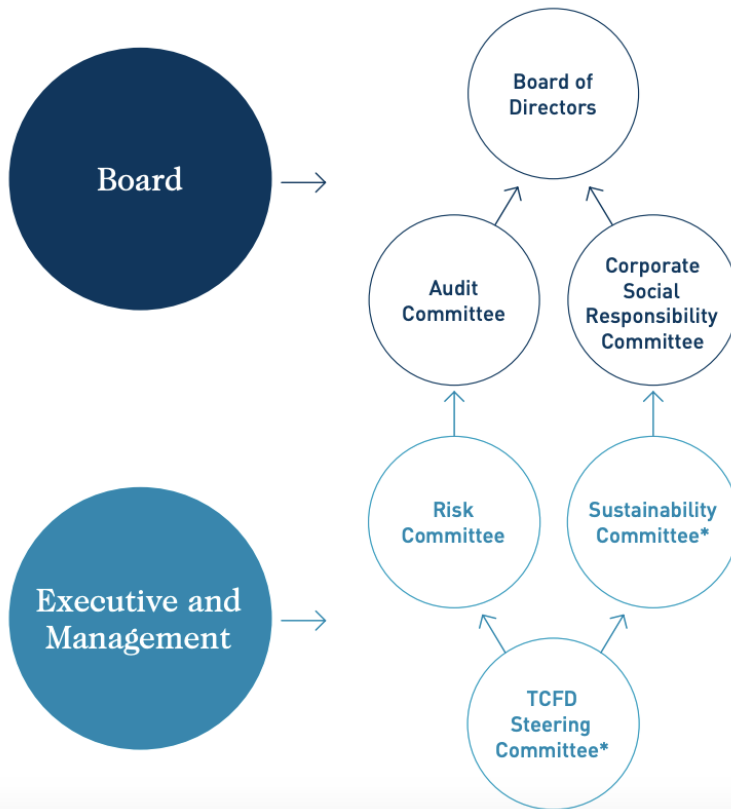 Board of
Directors
Board
Audit
Committee
Corporate
Social
Responsibility
Committee
Risk
Committee
Sustainability
Committee*
Executive and
Management
TCFD
Steering
Committee*